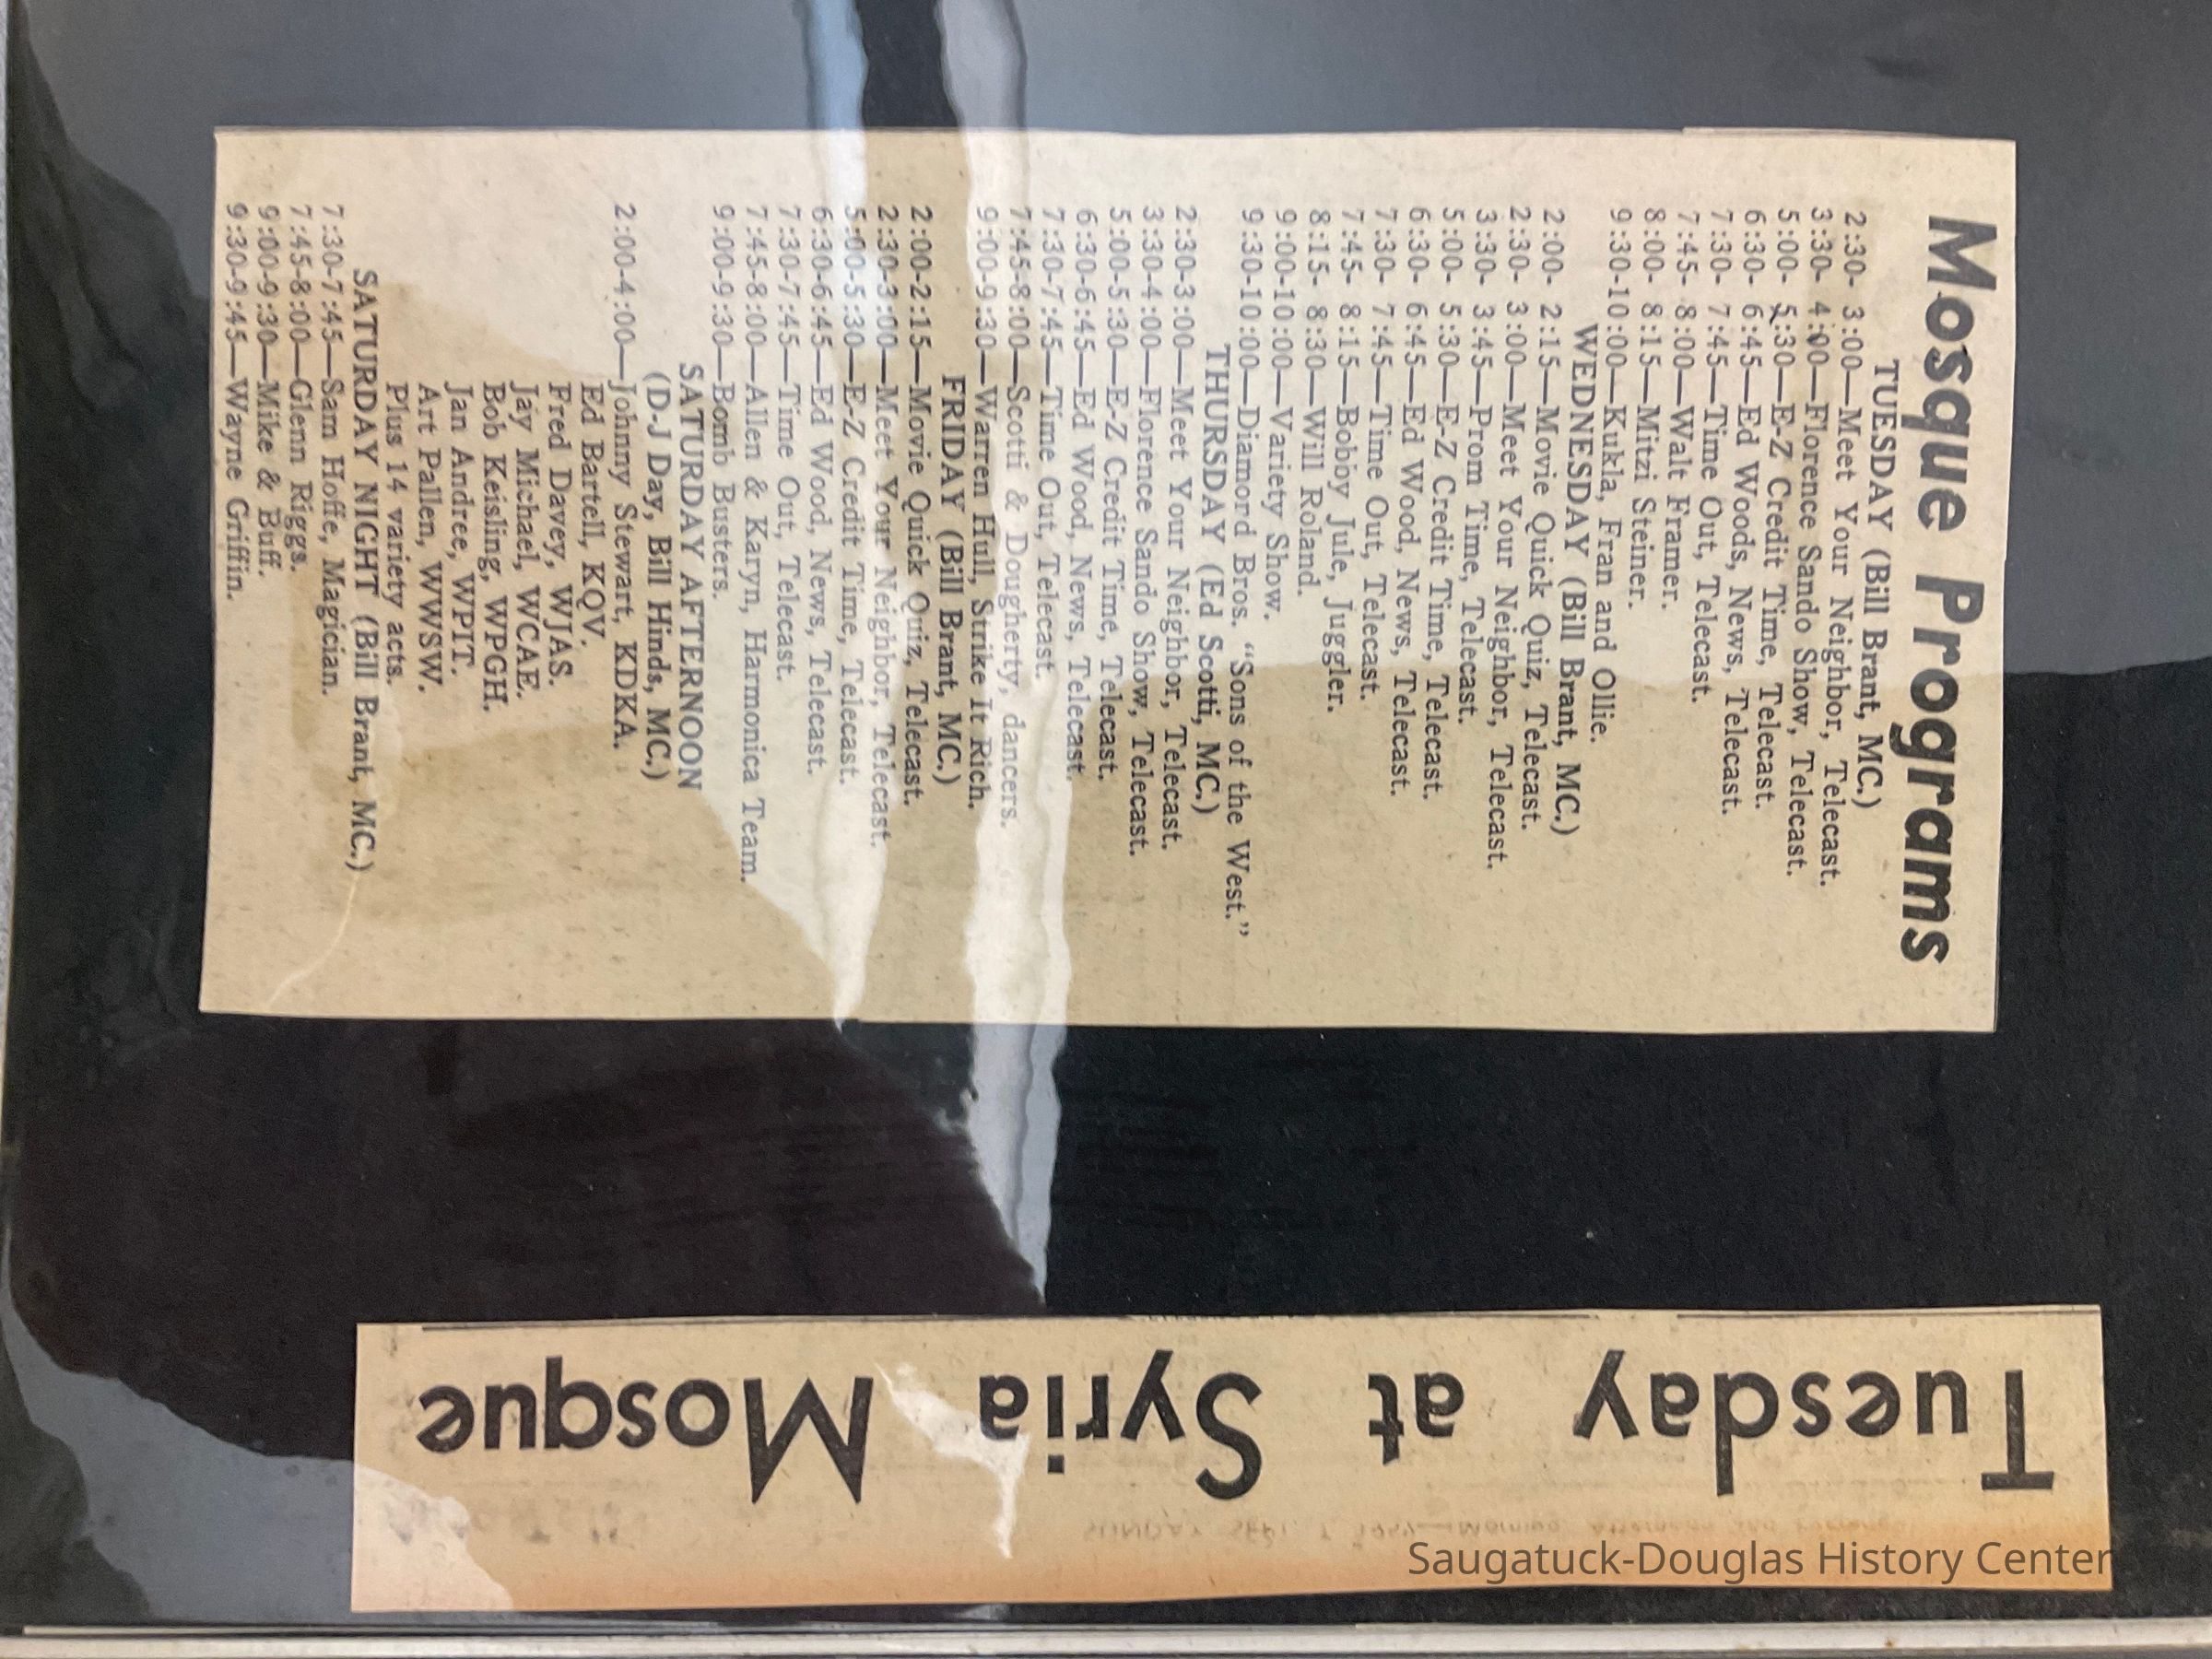 Mosque Programs
TUESDAY (Bill Brant, MC.)
2:30- 3:00—Meet Your Neighbor, Telecast.
3:30- 4:00—Florence Sando Show, Telecast.
5:00- 5:30—E-Z Credit Time, Telecast.
6:30- 6:45—Ed Woods, News, Telecast.
7:30- 7:45—Time Out, Telecast.
7:45- 8:00—Walt Framer.
8:00- 8:15—Mitzi Steiner.
9:30-10:00—Kukla, Fran and Ollie.
WEDNESDAY (Bill Brant, MC.)
2:00- 2:15—Movie Quick Quiz, Telecast.
2:30- 3:00—Meet Your Neighbor, Telecast.
3:30- 3:45—Prom Time, Telecast.
5:00- 5:30—E-Z Credit Time, Telecast.
6:30- 6:45—Ed Wood, News, Telecast.
7:30- 7:45—Time Out, Telecast.
7:45- 8:15—Bobby Jule, Juggler.
8:15- 8:30—Will Roland.
9:00-10:00—Variety Show.
9:30-10:00—Diamord Bros. “Sons of the West.”
THURSDAY (Ed Scotti, MC.)
2:30-3:00—Meet Your Neighbor, Telecast.
3:30-4:00—Florence Sando Show, Telecast.
5:00-5:30—E-Z Credit Time, Telecast.
6:30-6:45—Ed Wood, News, Telecast.
7:30-7:45—Time Out, Telecast.
7:45-8:00—Scotti & Dougherty, dancers.
9:00-9:30—Warren Hull, Strike It Rich.
FRIDAY (Bill Brant, MC.)
2:00-2:15—Movie Quick Quiz, Telecast.
2:30-3:00—Meet Your Neighbor, Telecast.
5:00-5:30—E-Z Credit Time, Telecast.
6:30-6:45—Ed Wood, News, Telecast.
7:30-7:45—Time Out, Telecast.
7:45-8:00—Allen & Karyn, Harmonica Team.
9:00-9:30—Bomb Busters.
SATURDAY AFTERNOON
(D-J Day, Bill Hinds, MC.)
2:00-4:00—Johnny Stewart, KDKA.
Ed Bartell, KQV.
Fred Davey, WJAS.
Jay Michael, WCAE.
Bob Keisling, WPGH.
Jan Andree, WPIT.
Art Pallen, WWSW.
Plus 14 variety acts.
SATURDAY NIGHT (Bill Brant, MC.)
7:30-7:45—Sam Hoffe, Magician.
7:45-8:00—Glenn Riggs.
9:00-9:30—Mike & Buff.
9:30-9:45—Wayne Griffin.
Tuesday at Syria Mosque
Saugatuck-Douglas History Center